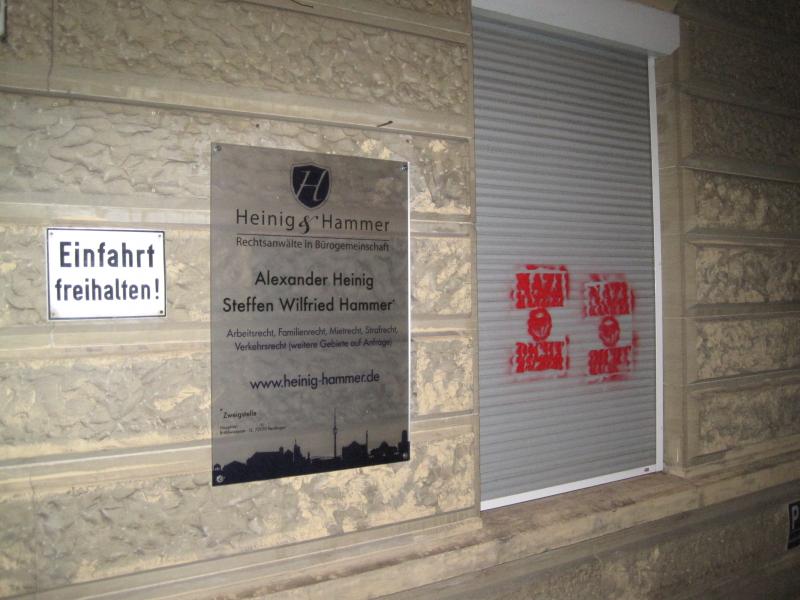 Einfahrt
freihalten!
H
Heinig & Hammer
Rechtsanwälte in Bürogemeinschaft
Alexander Heinig
Steffen Wilfried Hammer*
Arbeitsrecht, Familienrecht, Mietrecht, Strafrecht,
Verkehrsrecht (weitere Gebiete auf Anfrage)
www.heinig-hammer.de
*Zweigstelle
NAZI
NAZI
P